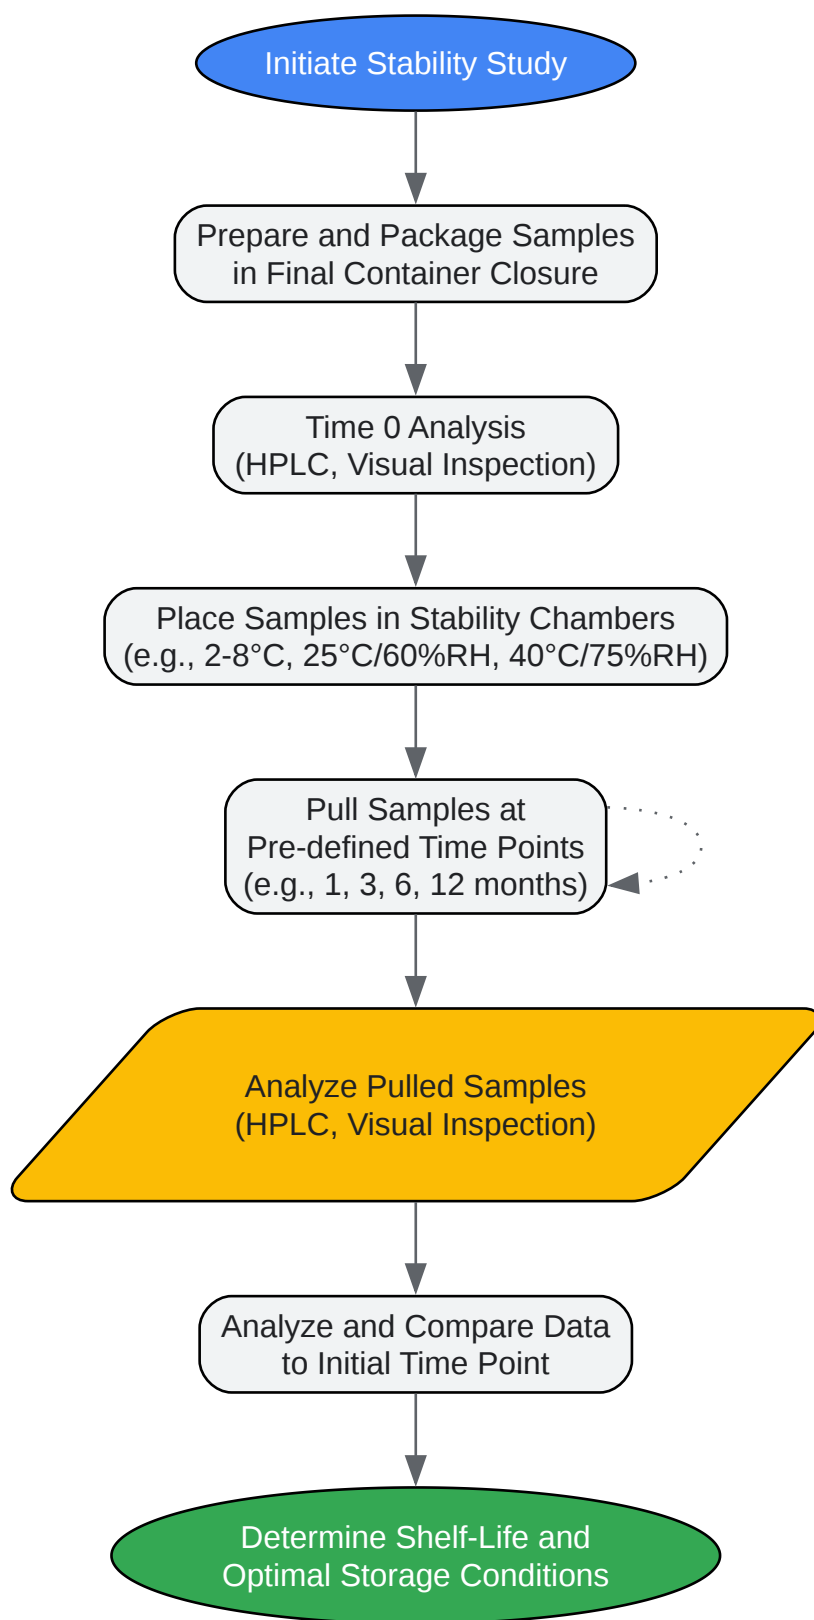 Initiate Stability Study
Prepare and Package Samples
in Final Container Closure
Time 0 Analysis
(HPLC, Visual Inspection)
Place Samples in Stability Chambers
(e.g., 2-8°C, 25°C/60%RH, 40°C/75%RH)
Pull Samples at
Pre-defined Time Points
(e.g., 1, 3, 6, 12 months)
Analyze Pulled Samples
(HPLC, Visual Inspection)
Analyze and Compare Data
to Initial Time Point
Determine Shelf-Life and
Optimal Storage Conditions